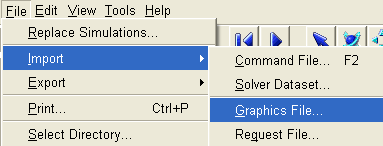 File Edit View Tools Help
Replace Simulations...
Import
Command File... F2
Export
Solver Dataset...
Print... Ctrl+P
Graphics File...
Select Directory...
Request File...